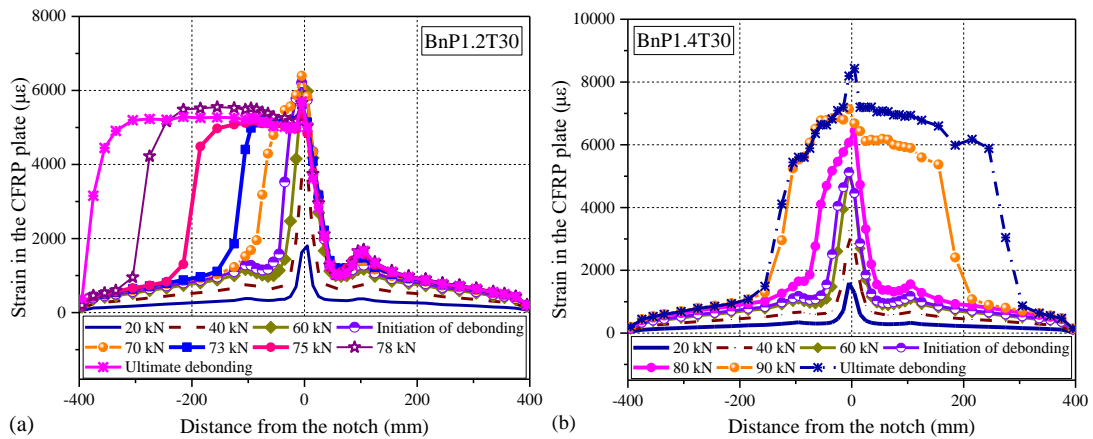 8000
6000
4000
2000
0
Strain in the CFRP plate (με)
BnP1.2T30
20 kN 40 kN 60 kN Initiation of debonding
70 kN 73 kN 75 kN 78 kN
Ultimate debonding
-400 -200 0 200 400
(a) Distance from the notch (mm)
10000
8000
6000
4000
2000
0
Strain in the CFRP plate (με)
BnP1.4T30
20 kN 40 kN 60 kN Initiation of debonding
80 kN 90 kN Ultimate debonding
-400 -200 0 200 400
(b) Distance from the notch (mm)